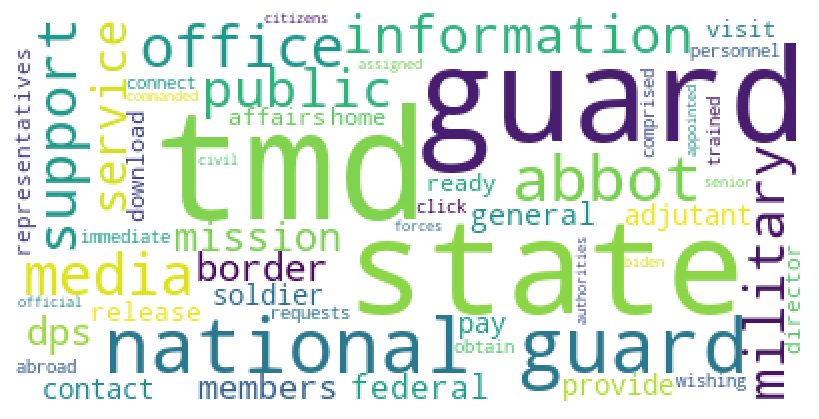 citizens
office
information
visit
personnel
support
service
connect
assigned
guard
commanded
public
representatives
download
affairs
home
comprised
appointed
trained
tmd
civil
ready
abbot
senior
click
general
adjutant
forces
immediate
mission
military
state
media
border
authorities
biden
director
official
soldier
release
requests
dps
national guard
pay
obtain
abroad
contact
members
federal
provide
wishing